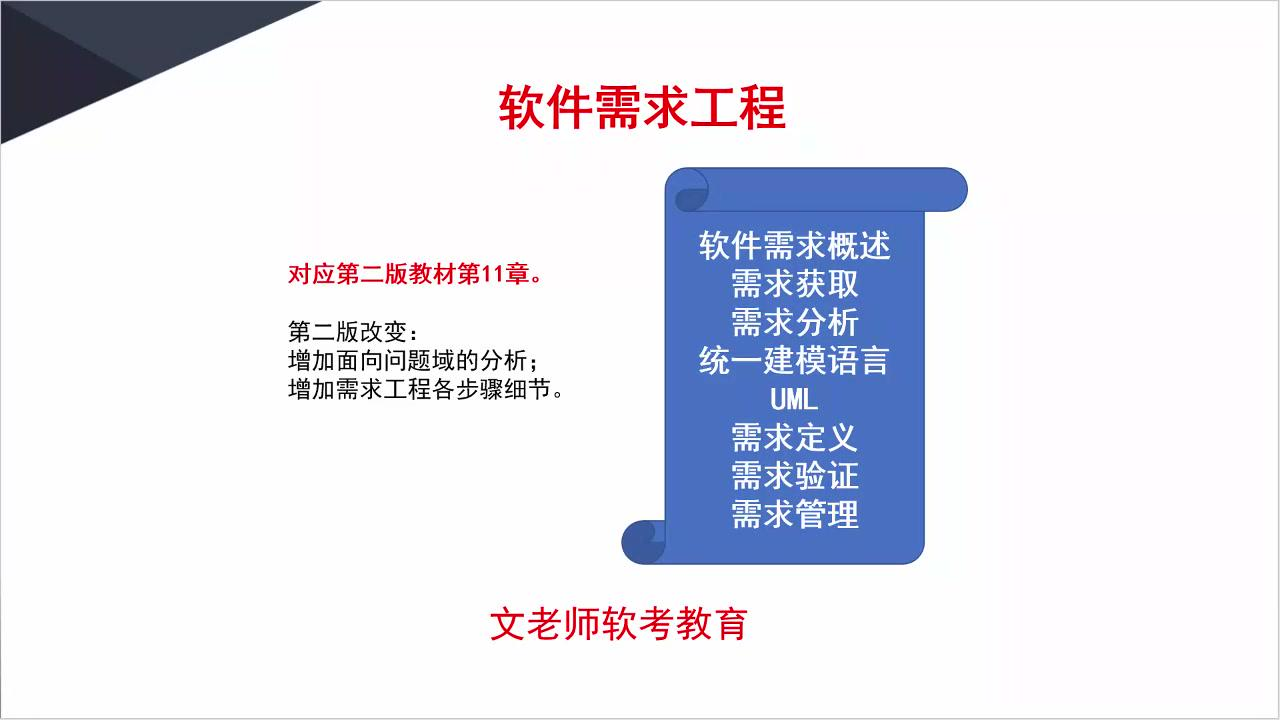 软件需求工程
对应第二版教材第11章。
第二版改变：
增加面向问题域的分析；
增加需求工程各步骤细节。
软件需求概述
需求获取
需求分析
统一建模语言
UML
需求定义
需求验证
需求管理
文老师软考教育